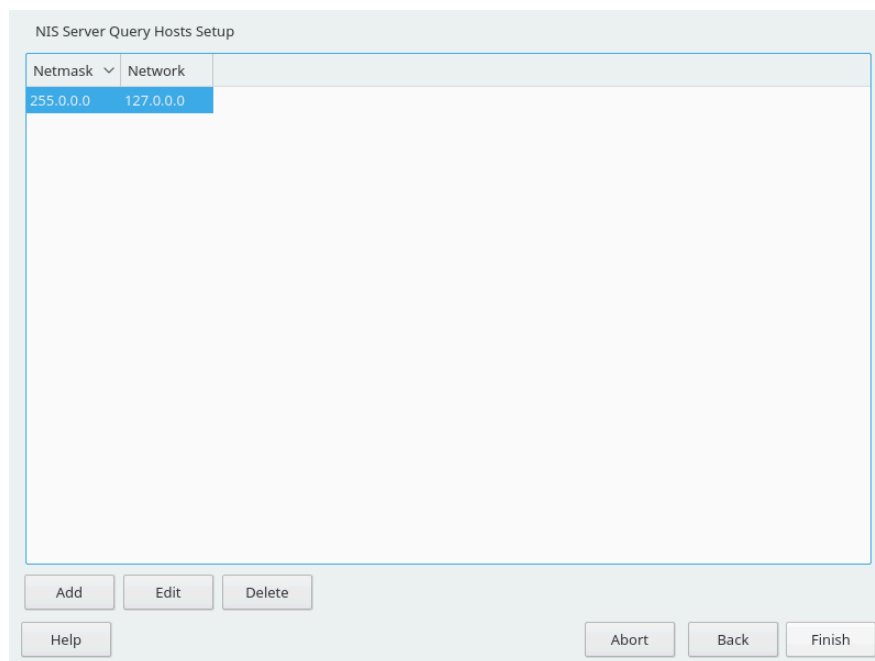 NIS Server Query Hosts Setup
Netmask Network
255.0.0.0 127.0.0.0
Add Edit Delete
Help Abort Back Finish